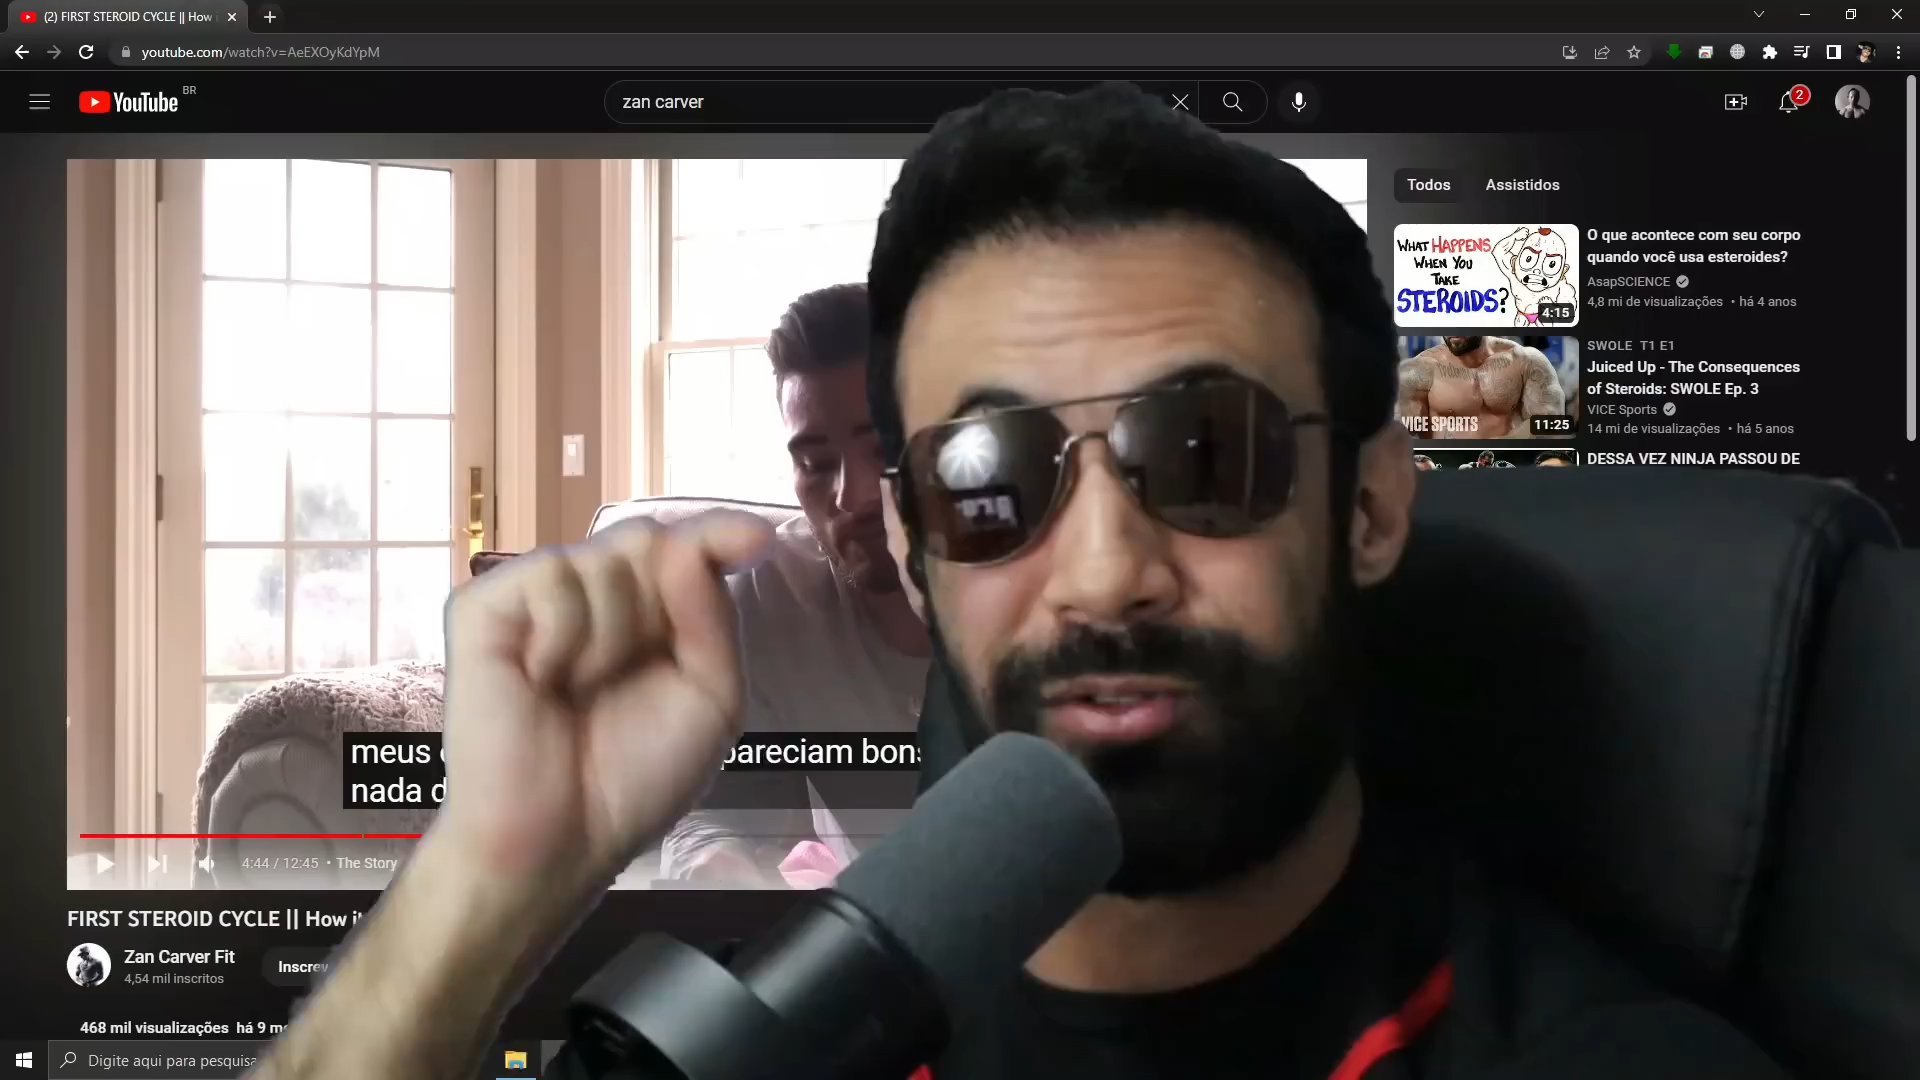 (2) FIRST STEROID CYCLE || How i
youtube.com/watch?v=AeEXOyKdYpM
YouTube BR
zan carver
2
Todos
Assistidos
WHAT HAPPENS
WHEN YOU
TAKE
STEROIDS?
4:15
O que acontece com seu corpo
quando você usa esteroides?
AsapSCIENCE
4,8 mi de visualizações • há 4 anos
VICE SPORTS
11:25
SWOLE T1 E1
Juiced Up - The Consequences
of Steroids: SWOLE Ep. 3
VICE Sports
14 mi de visualizações • há 5 anos
DESSA VEZ NINJA PASSOU DE
meus pareciam bons
nada
4:44 / 12:45 • The Story
FIRST STEROID CYCLE || How
Zan Carver Fit
4,54 mil inscritos
Inscrev
468 mil visualizações há 9 m
Digite aqui para pesquisa